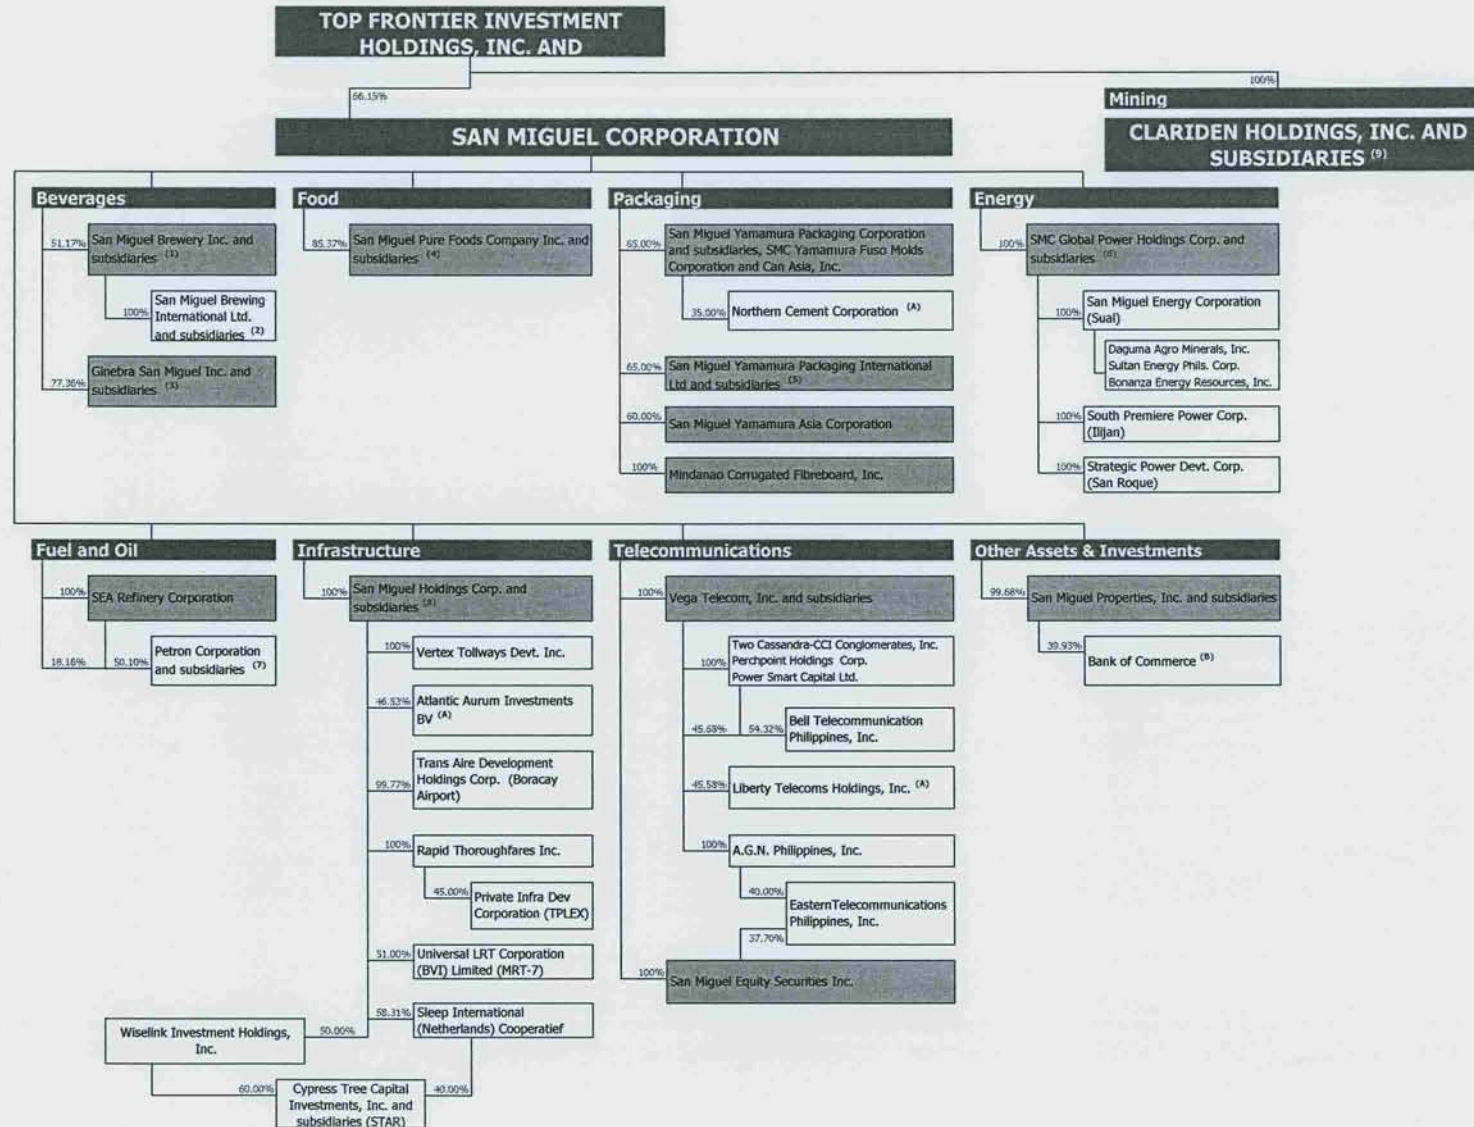 TOP FRONTIER INVESTMENT
HOLDINGS, INC. AND
66.15%
100%
Mining
CLARIDEN HOLDINGS, INC. AND
SUBSIDIARIES (9)
SAN MIGUEL CORPORATION
Beverages
51.17%
San Miguel Brewery Inc. and
subsidiaries (1)
100%
San Miguel Brewing
International Ltd.
and subsidiaries (2)
77.36%
Ginebra San Miguel Inc. and
subsidiaries (3)
Food
85.37%
San Miguel Pure Foods Company Inc. and
subsidiaries (4)
Packaging
65.00%
San Miguel Yamamura Packaging Corporation
and subsidiaries, SMC Yamamura Fuso Molds
Corporation and Can Asia, Inc.
35.00%
Northern Cement Corporation (A)
65.00%
San Miguel Yamamura Packaging International
Ltd and subsidiaries (5)
60.00%
San Miguel Yamamura Asia Corporation
100%
Mindanao Corrugated Fibreboard, Inc.
Energy
100%
SMC Global Power Holdings Corp. and
subsidiaries (6)
100%
San Miguel Energy Corporation
(Sual)
Daguma Agro Minerals, Inc.
Sultan Energy Phils. Corp.
Bonanza Energy Resources, Inc.
100%
South Premiere Power Corp.
(Ilijan)
100%
Strategic Power Devt. Corp.
(San Roque)
Fuel and Oil
100%
SEA Refinery Corporation
18.16%
50.10%
Petron Corporation
and subsidiaries (7)
Infrastructure
100%
San Miguel Holdings Corp. and
subsidiaries (8)
100%
Vertex Tollways Devt. Inc.
46.53%
Atlantic Aurum Investments
BV (A)
99.77%
Trans Aire Development
Holdings Corp. (Boracay
Airport)
100%
Rapid Thoroughfares Inc.
45.00%
Private Infra Dev
Corporation (TPLEX)
51.00%
Universal LRT Corporation
(BVI) Limited (MRT-7)
58.31%
Sleep International
(Netherlands) Cooperatief
50.00%
Wiselink Investment Holdings,
Inc.
60.00%
40.00%
Cypress Tree Capital
Investments, Inc. and
subsidiaries (STAR)
Telecommunications
100%
Vega Telecom, Inc. and subsidiaries
100%
Two Cassandra-CCI Conglomerates, Inc.
Perchpoint Holdings Corp.
Power Smart Capital Ltd.
45.68%
54.32%
Bell Telecommunication
Philippines, Inc.
45.58%
Liberty Telecoms Holdings, Inc. (A)
100%
A.G.N. Philippines, Inc.
40.00%
EasternTelecommunications
Philippines, Inc.
37.70%
100%
San Miguel Equity Securities Inc.
Other Assets & Investments
99.68%
San Miguel Properties, Inc. and subsidiaries
39.93%
Bank of Commerce (B)